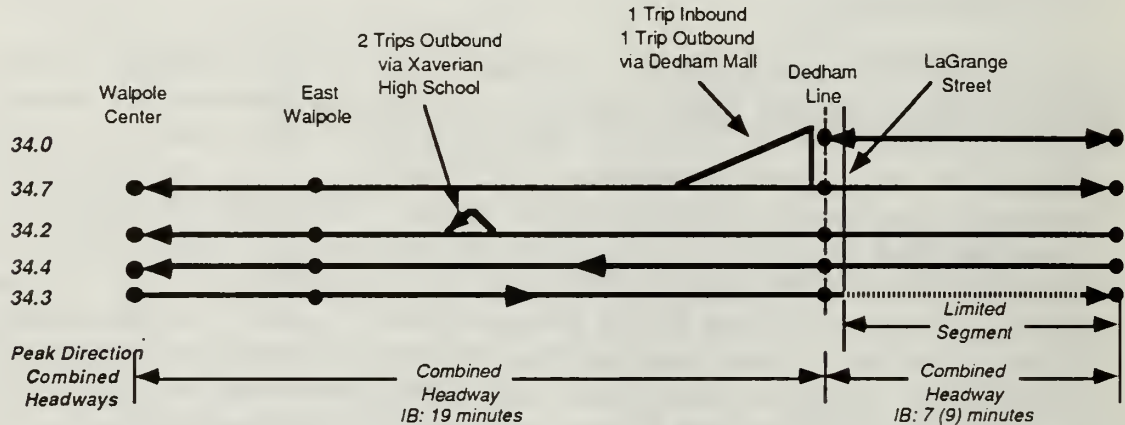 1 Trip Inbound
1 Trip Outbound
via Dedham Mall
2 Trips Outbound
via Xaverian
High School
Dedham
Line
LaGrange
Street
Walpole
Center
East
Walpole
34.0
34.7
34.2
34.4
34.3
Limited
Segment
Peak Direction
Combined
Headways
Combined
Headway
IB: 19 minutes
Combined
Headway
IB: 7 (9) minutes